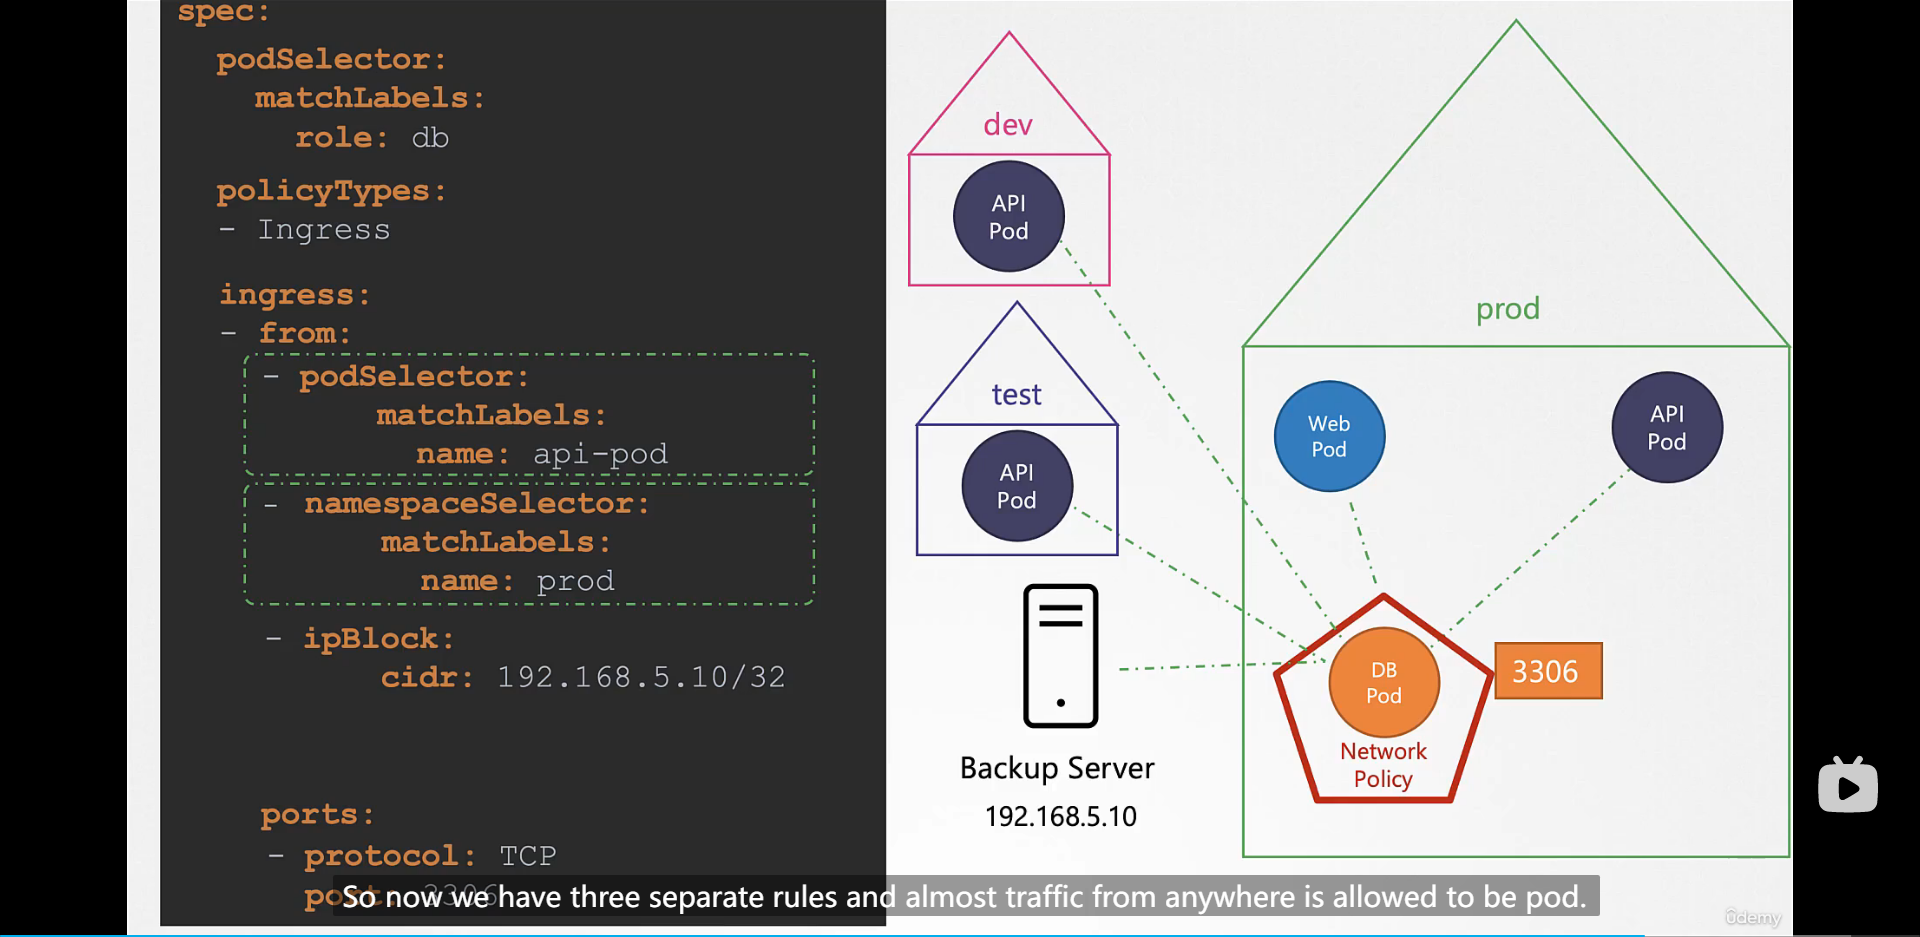 spec:
podSelector:
matchLabels:
role: db
policyTypes:
- Ingress
ingress:
- from:
- podSelector:
matchLabels:
name: api-pod
- namespaceSelector:
matchLabels:
name: prod
- ipBlock:
cidr: 192.168.5.10/32
ports:
- protocol: TCP
port: 3306
dev
API
Pod
test
API
Pod
Backup Server
192.168.5.10
prod
Web
Pod
API
Pod
DB
Pod
Network
Policy
3306
So now we have three separate rules and almost traffic from anywhere is allowed to be pod.
ûdemy